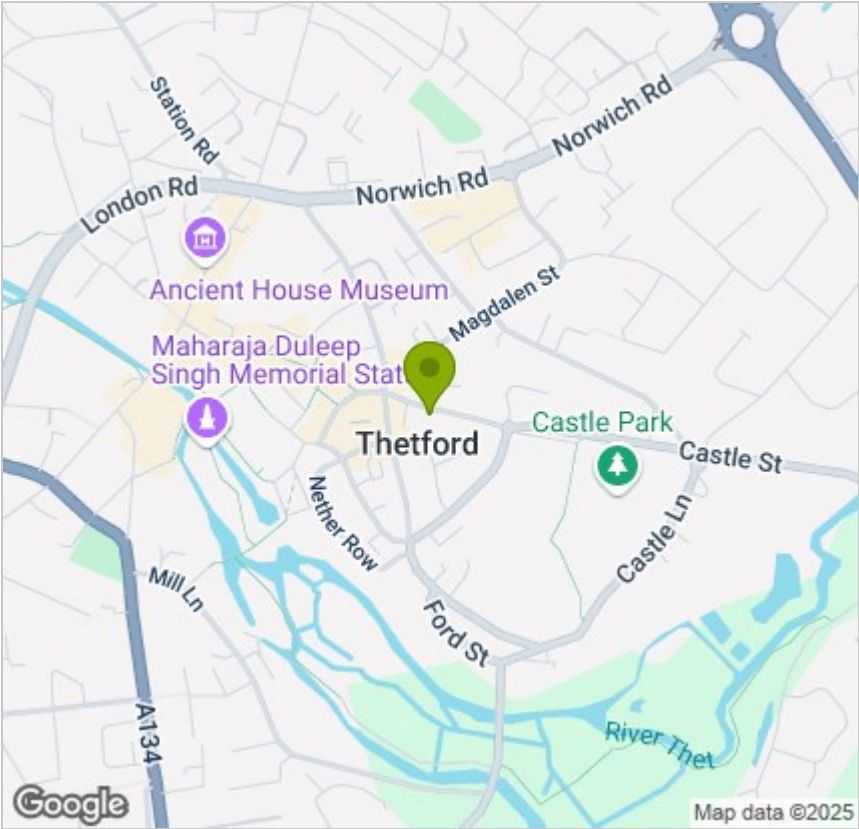 Station Rd
Norwich Rd
London Rd
Norwich Rd
Ancient House Museum
Magdalen St
Maharaja Duleep
Singh Memorial Stat
Castle Park
Thetford
Castle St
Nether Row
Castle Ln
Mill Ln
Ford St
A134
River Thet
Google
Map data ©2025